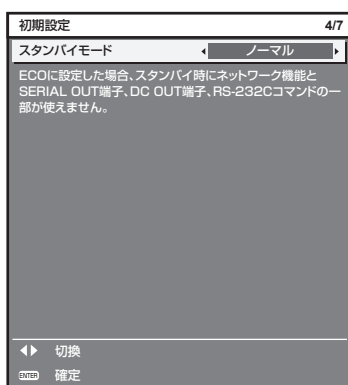 初期設定 4/7
スタンバイモード ノーマル
ECOに設定した場合、スタンバイ時にネットワーク機能と
SERIAL OUT端子、DC OUT端子、RS-232Cコマンドの一
部が使えません。
切換
ENTER 確定